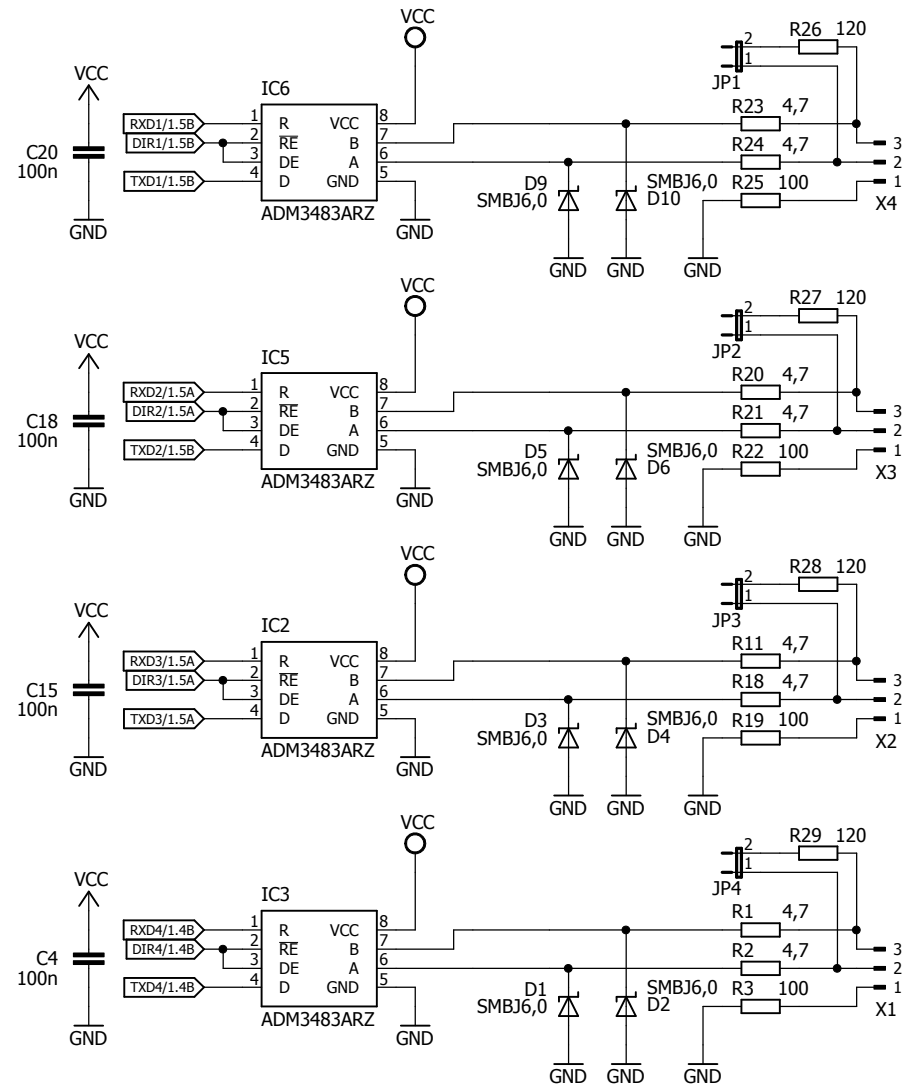 VCC
R26 120
2
1
JP1
VCC
IC6
C20
100n
RXD1/1.5B
DIR1/1.5B
TXD1/1.5B
1 R VCC 8
2 RE B 7
3 DE A 6
4 D GND 5
ADM3483ARZ
R23 4,7
R24 4,7
R25 100
D9
SMBJ6,0
SMBJ6,0
D10
3
2
1
X4
GND
GND
GND
GND
GND
VCC
R27 120
2
1
JP2
VCC
IC5
C18
100n
RXD2/1.5A
DIR2/1.5A
TXD2/1.5B
1 R VCC 8
2 RE B 7
3 DE A 6
4 D GND 5
ADM3483ARZ
R20 4,7
R21 4,7
R22 100
D5
SMBJ6,0
SMBJ6,0
D6
3
2
1
X3
GND
GND
GND
GND
GND
VCC
R28 120
2
1
JP3
VCC
IC2
C15
100n
RXD3/1.5A
DIR3/1.5A
TXD3/1.5A
1 R VCC 8
2 RE B 7
3 DE A 6
4 D GND 5
ADM3483ARZ
R11 4,7
R18 4,7
R19 100
D3
SMBJ6,0
SMBJ6,0
D4
3
2
1
X2
GND
GND
GND
GND
GND
VCC
R29 120
2
1
JP4
VCC
IC3
C4
100n
RXD4/1.4B
DIR4/1.4B
TXD4/1.4B
1 R VCC 8
2 RE B 7
3 DE A 6
4 D GND 5
ADM3483ARZ
R1 4,7
R2 4,7
R3 100
D1
SMBJ6,0
SMBJ6,0
D2
3
2
1
X1
GND
GND
GND
GND
GND